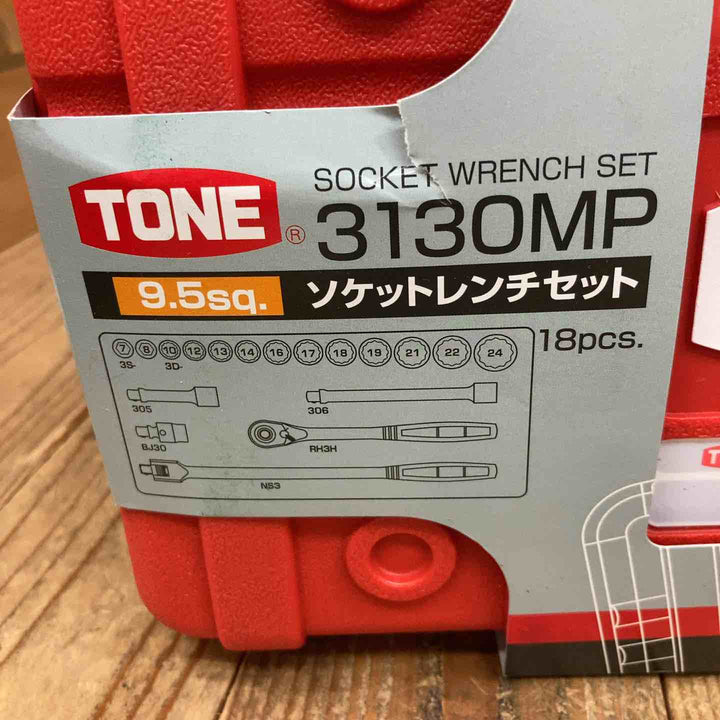 SOCKET WRENCH SET
TONE®
3130MP
9.5sq. ソケットレンチセット
18pcs.
7 8 10 12 13 14 16 17 18 19 21 22 24
3S- 3D-
305 306
BJ30 RH3H
NS3